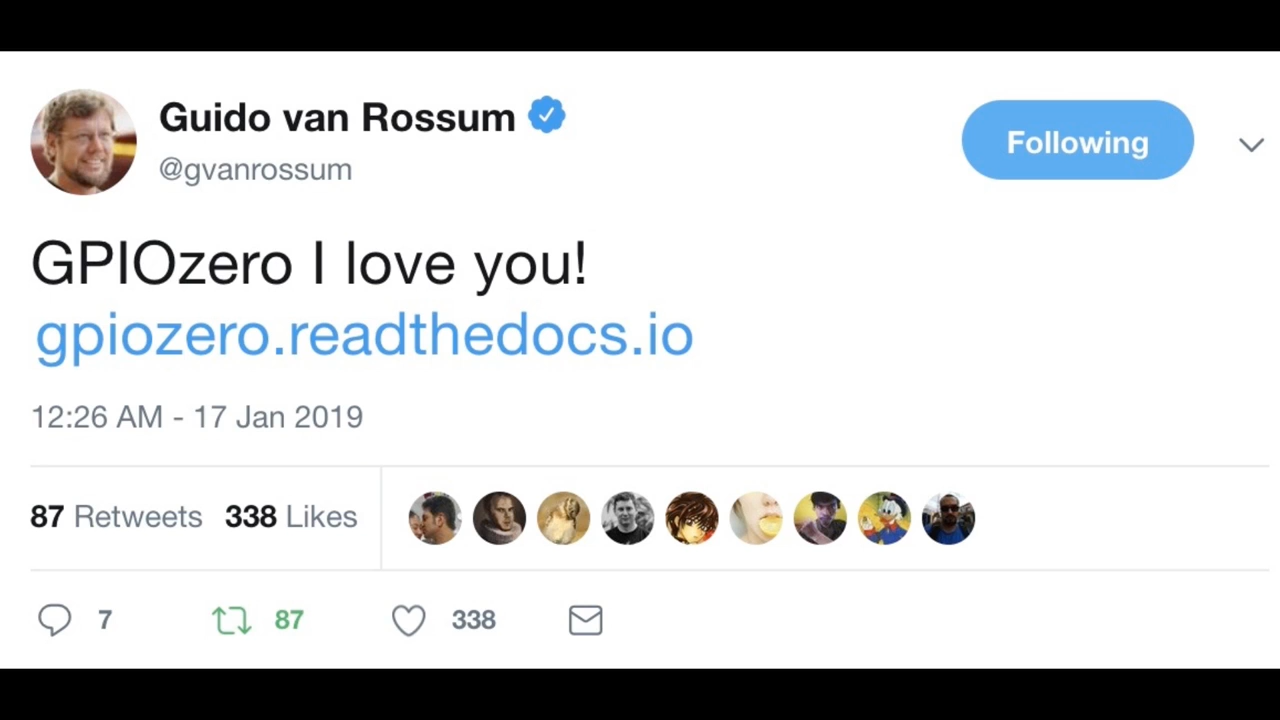 Guido van Rossum
@gvanrossum
Following
GPIOzero I love you!
gpiozero.readthedocs.io
12:26 AM - 17 Jan 2019
87 Retweets 338 Likes
7 87 338